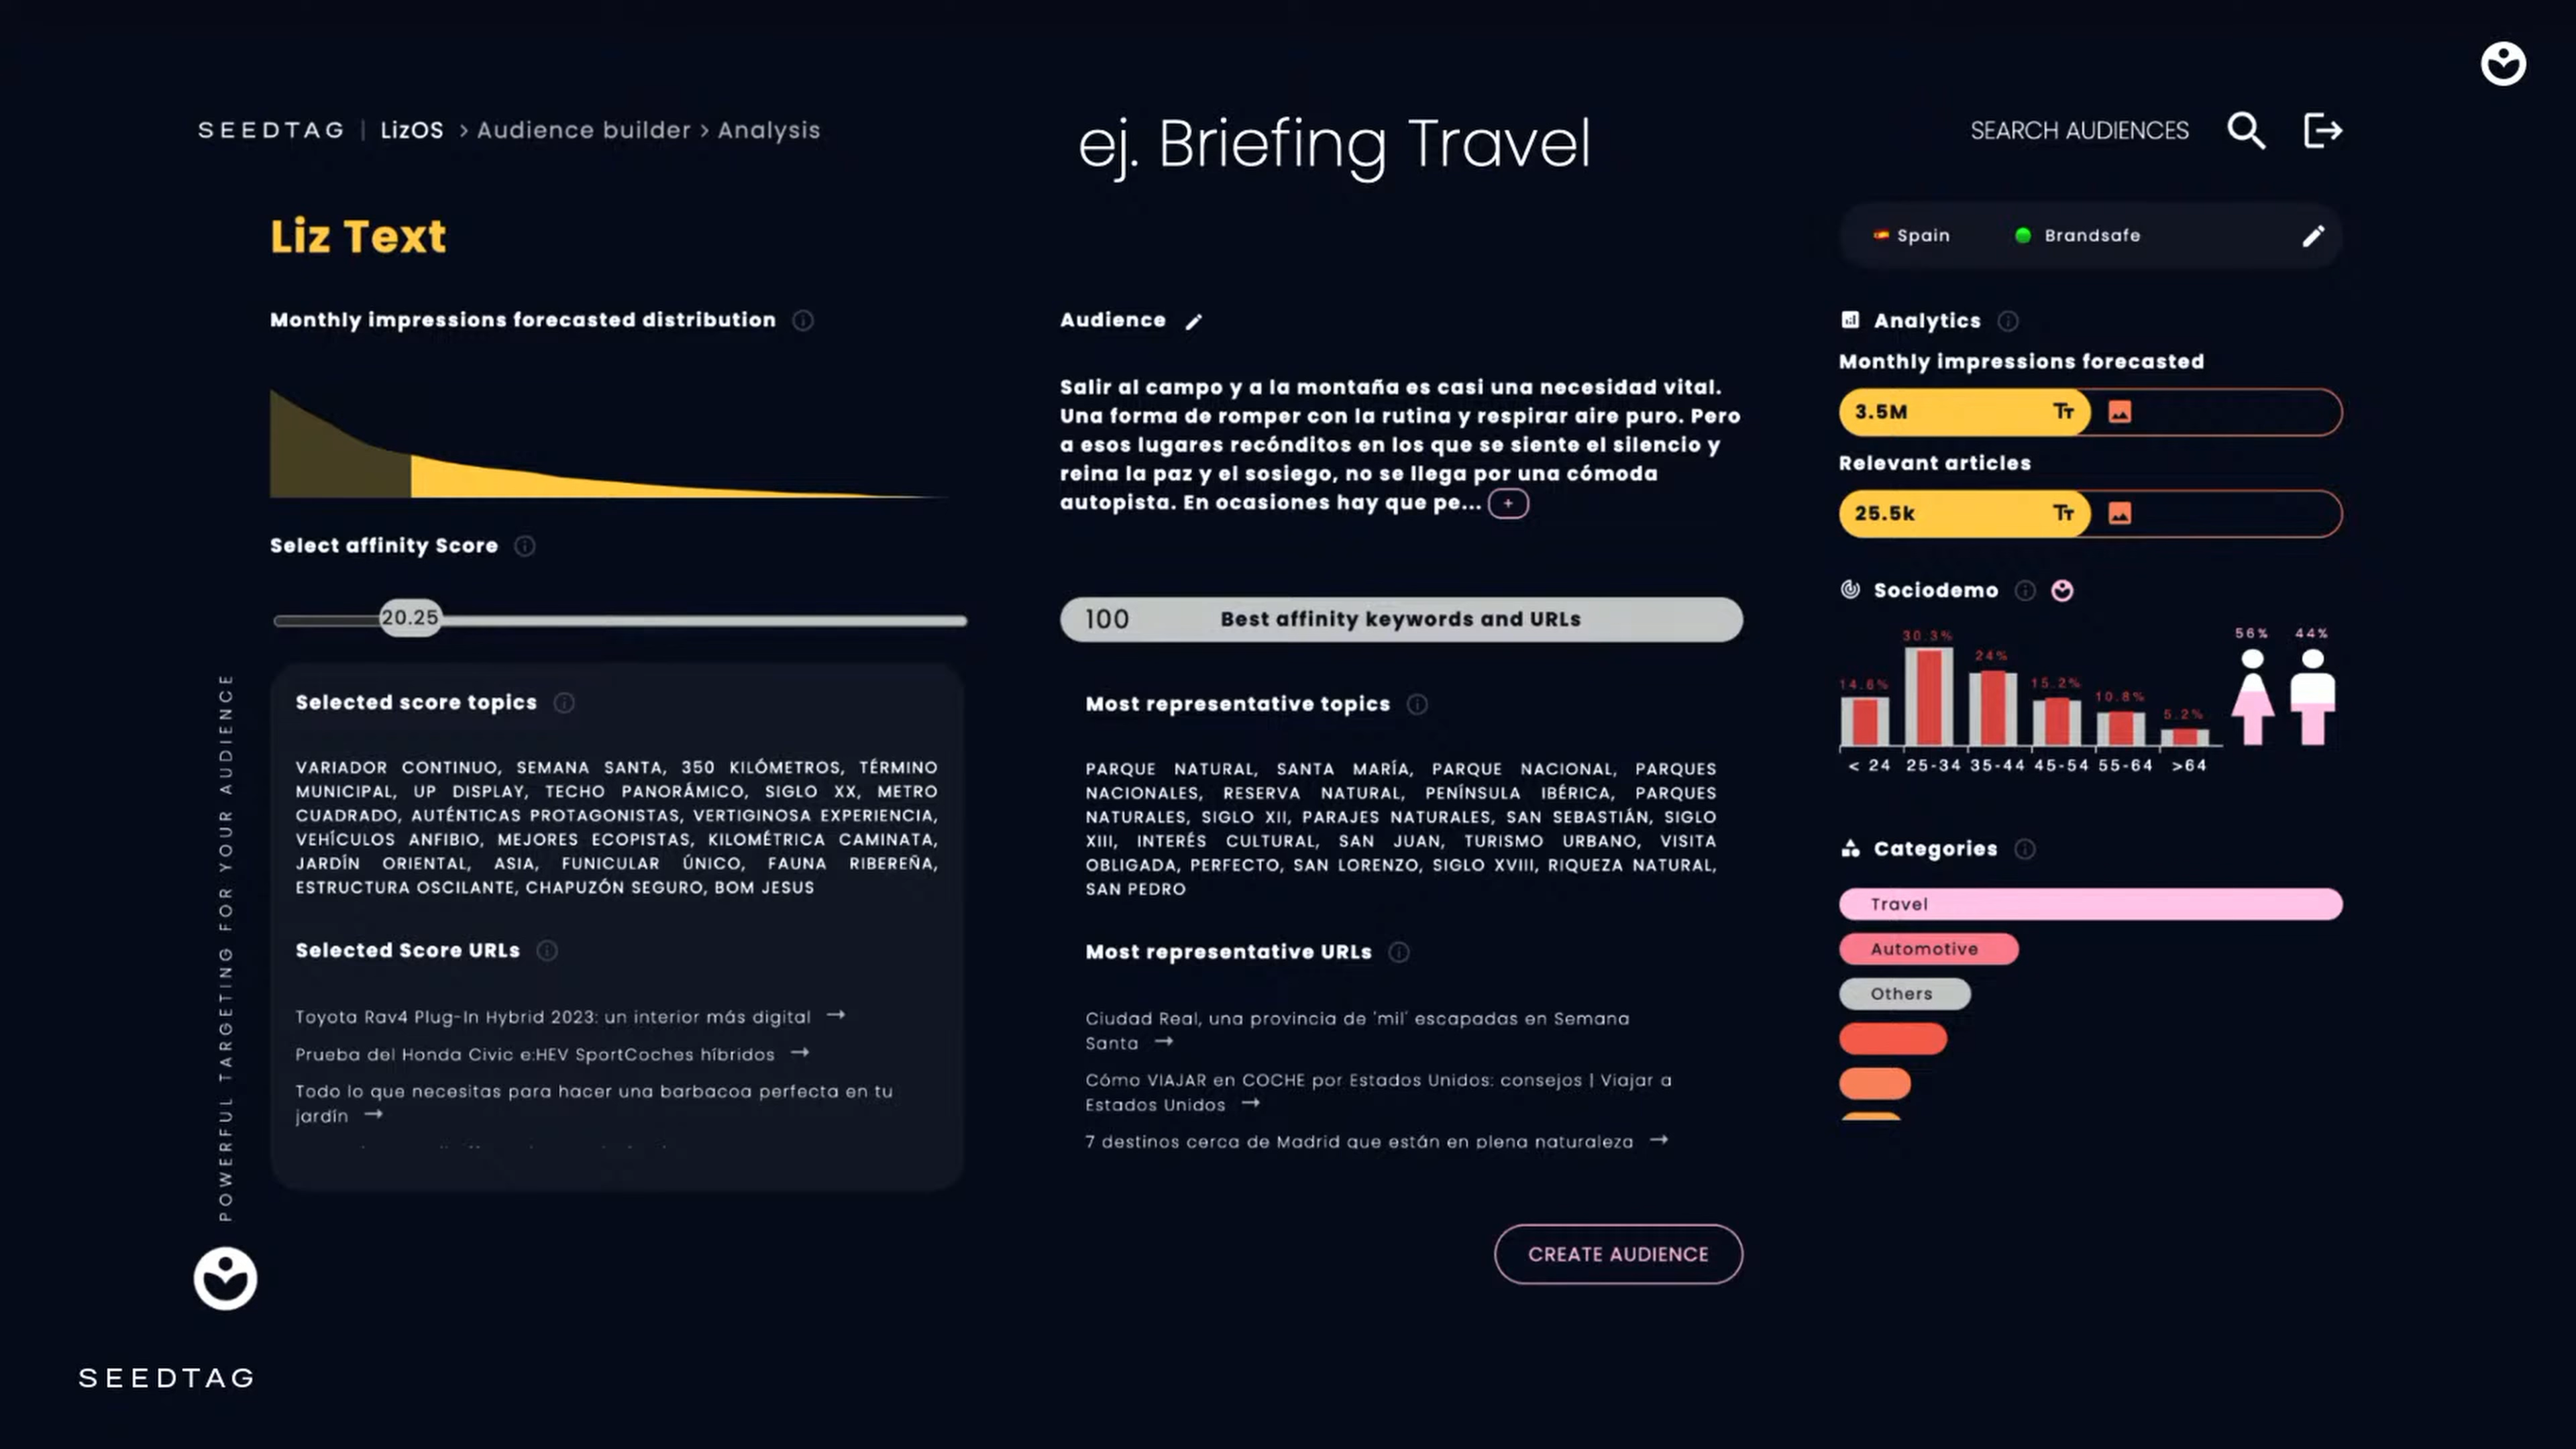 SEEDTAG | LizOS > Audience builder > Analysis
ej. Briefing Travel
SEARCH AUDIENCES
Liz Text
Spain
Brandsafe
Monthly impressions forecasted distribution
Select affinity Score
20.25
Selected score topics
VARIADOR CONTINUO, SEMANA SANTA, 350 KILÓMETROS, TÉRMINO
MUNICIPAL, UP DISPLAY, TECHO PANORÁMICO, SIGLO XX, METRO
CUADRADO, AUTÉNTICAS PROTAGONISTAS, VERTIGINOSA EXPERIENCIA,
VEHÍCULOS ANFIBIO, MEJORES ECOPISTAS, KILOMÉTRICA CAMINATA,
JARDÍN ORIENTAL, ASIA, FUNICULAR ÚNICO, FAUNA RIBEREÑA,
ESTRUCTURA OSCILANTE, CHAPUZÓN SEGURO, BOM JESUS
Selected Score URLs
Toyota Rav4 Plug-In Hybrid 2023: un interior más digital →
Prueba del Honda Civic e:HEV SportCoches híbridos →
Todo lo que necesitas para hacer una barbacoa perfecta en tu
jardín →
Audience
Salir al campo y a la montaña es casi una necesidad vital.
Una forma de romper con la rutina y respirar aire puro. Pero
a esos lugares recónditos en los que se siente el silencio y
reina la paz y el sosiego, no se llega por una cómoda
autopista. En ocasiones hay que pe... +
100 Best affinity keywords and URLs
Most representative topics
PARQUE NATURAL, SANTA MARÍA, PARQUE NACIONAL, PARQUES
NACIONALES, RESERVA NATURAL, PENÍNSULA IBÉRICA, PARQUES
NATURALES, SIGLO XII, PARAJES NATURALES, SAN SEBASTIÁN, SIGLO
XIII, INTERÉS CULTURAL, SAN JUAN, TURISMO URBANO, VISITA
OBLIGADA, PERFECTO, SAN LORENZO, SIGLO XVIII, RIQUEZA NATURAL,
SAN PEDRO
Most representative URLs
Ciudad Real, una provincia de 'mil' escapadas en Semana
Santa →
Cómo VIAJAR en COCHE por Estados Unidos: consejos | Viajar a
Estados Unidos →
7 destinos cerca de Madrid que están en plena naturaleza →
CREATE AUDIENCE
Analytics
Monthly impressions forecasted
3.5M Tт
Relevant articles
25.5k Tт
Sociodemo
14.6% 30.3% 24% 15.2% 10.8% 5.2%
56% 44%
< 24 25-34 35-44 45-54 55-64 >64
Categories
Travel
Automotive
Others
POWERFUL TARGETING FOR YOUR AUDIENCE
SEEDTAG